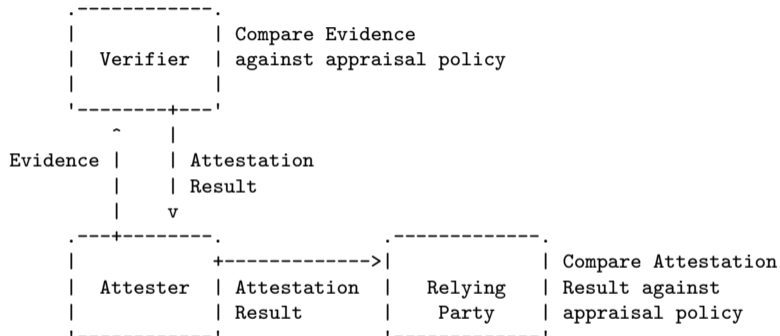 Compare Evidence
Verifier against appraisal policy
Evidence Attestation
Result
Compare Attestation
Attester Attestation Relying Result against
Result Party appraisal policy